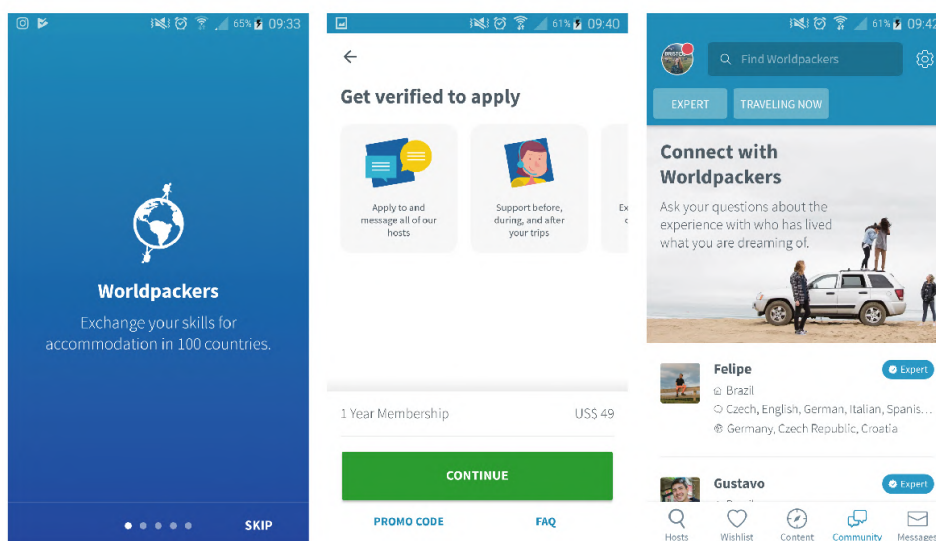 65% 09:33
Worldpackers
Exchange your skills for
accommodation in 100 countries.
SKIP
61% 09:40
Get verified to apply
Apply to and
message all of our
hosts
Support before,
during, and after
your trips
1 Year Membership US$ 49
CONTINUE
PROMO CODE FAQ
61% 09:42
Find Worldpackers
EXPERT TRAVELING NOW
Connect with
Worldpackers
Ask your questions about the
experience with who has lived
what you are dreaming of.
Felipe Expert
Brazil
Czech, English, German, Italian, Spanis...
Germany, Czech Republic, Croatia
Gustavo Expert
Hosts Wishlist Content Community Messages